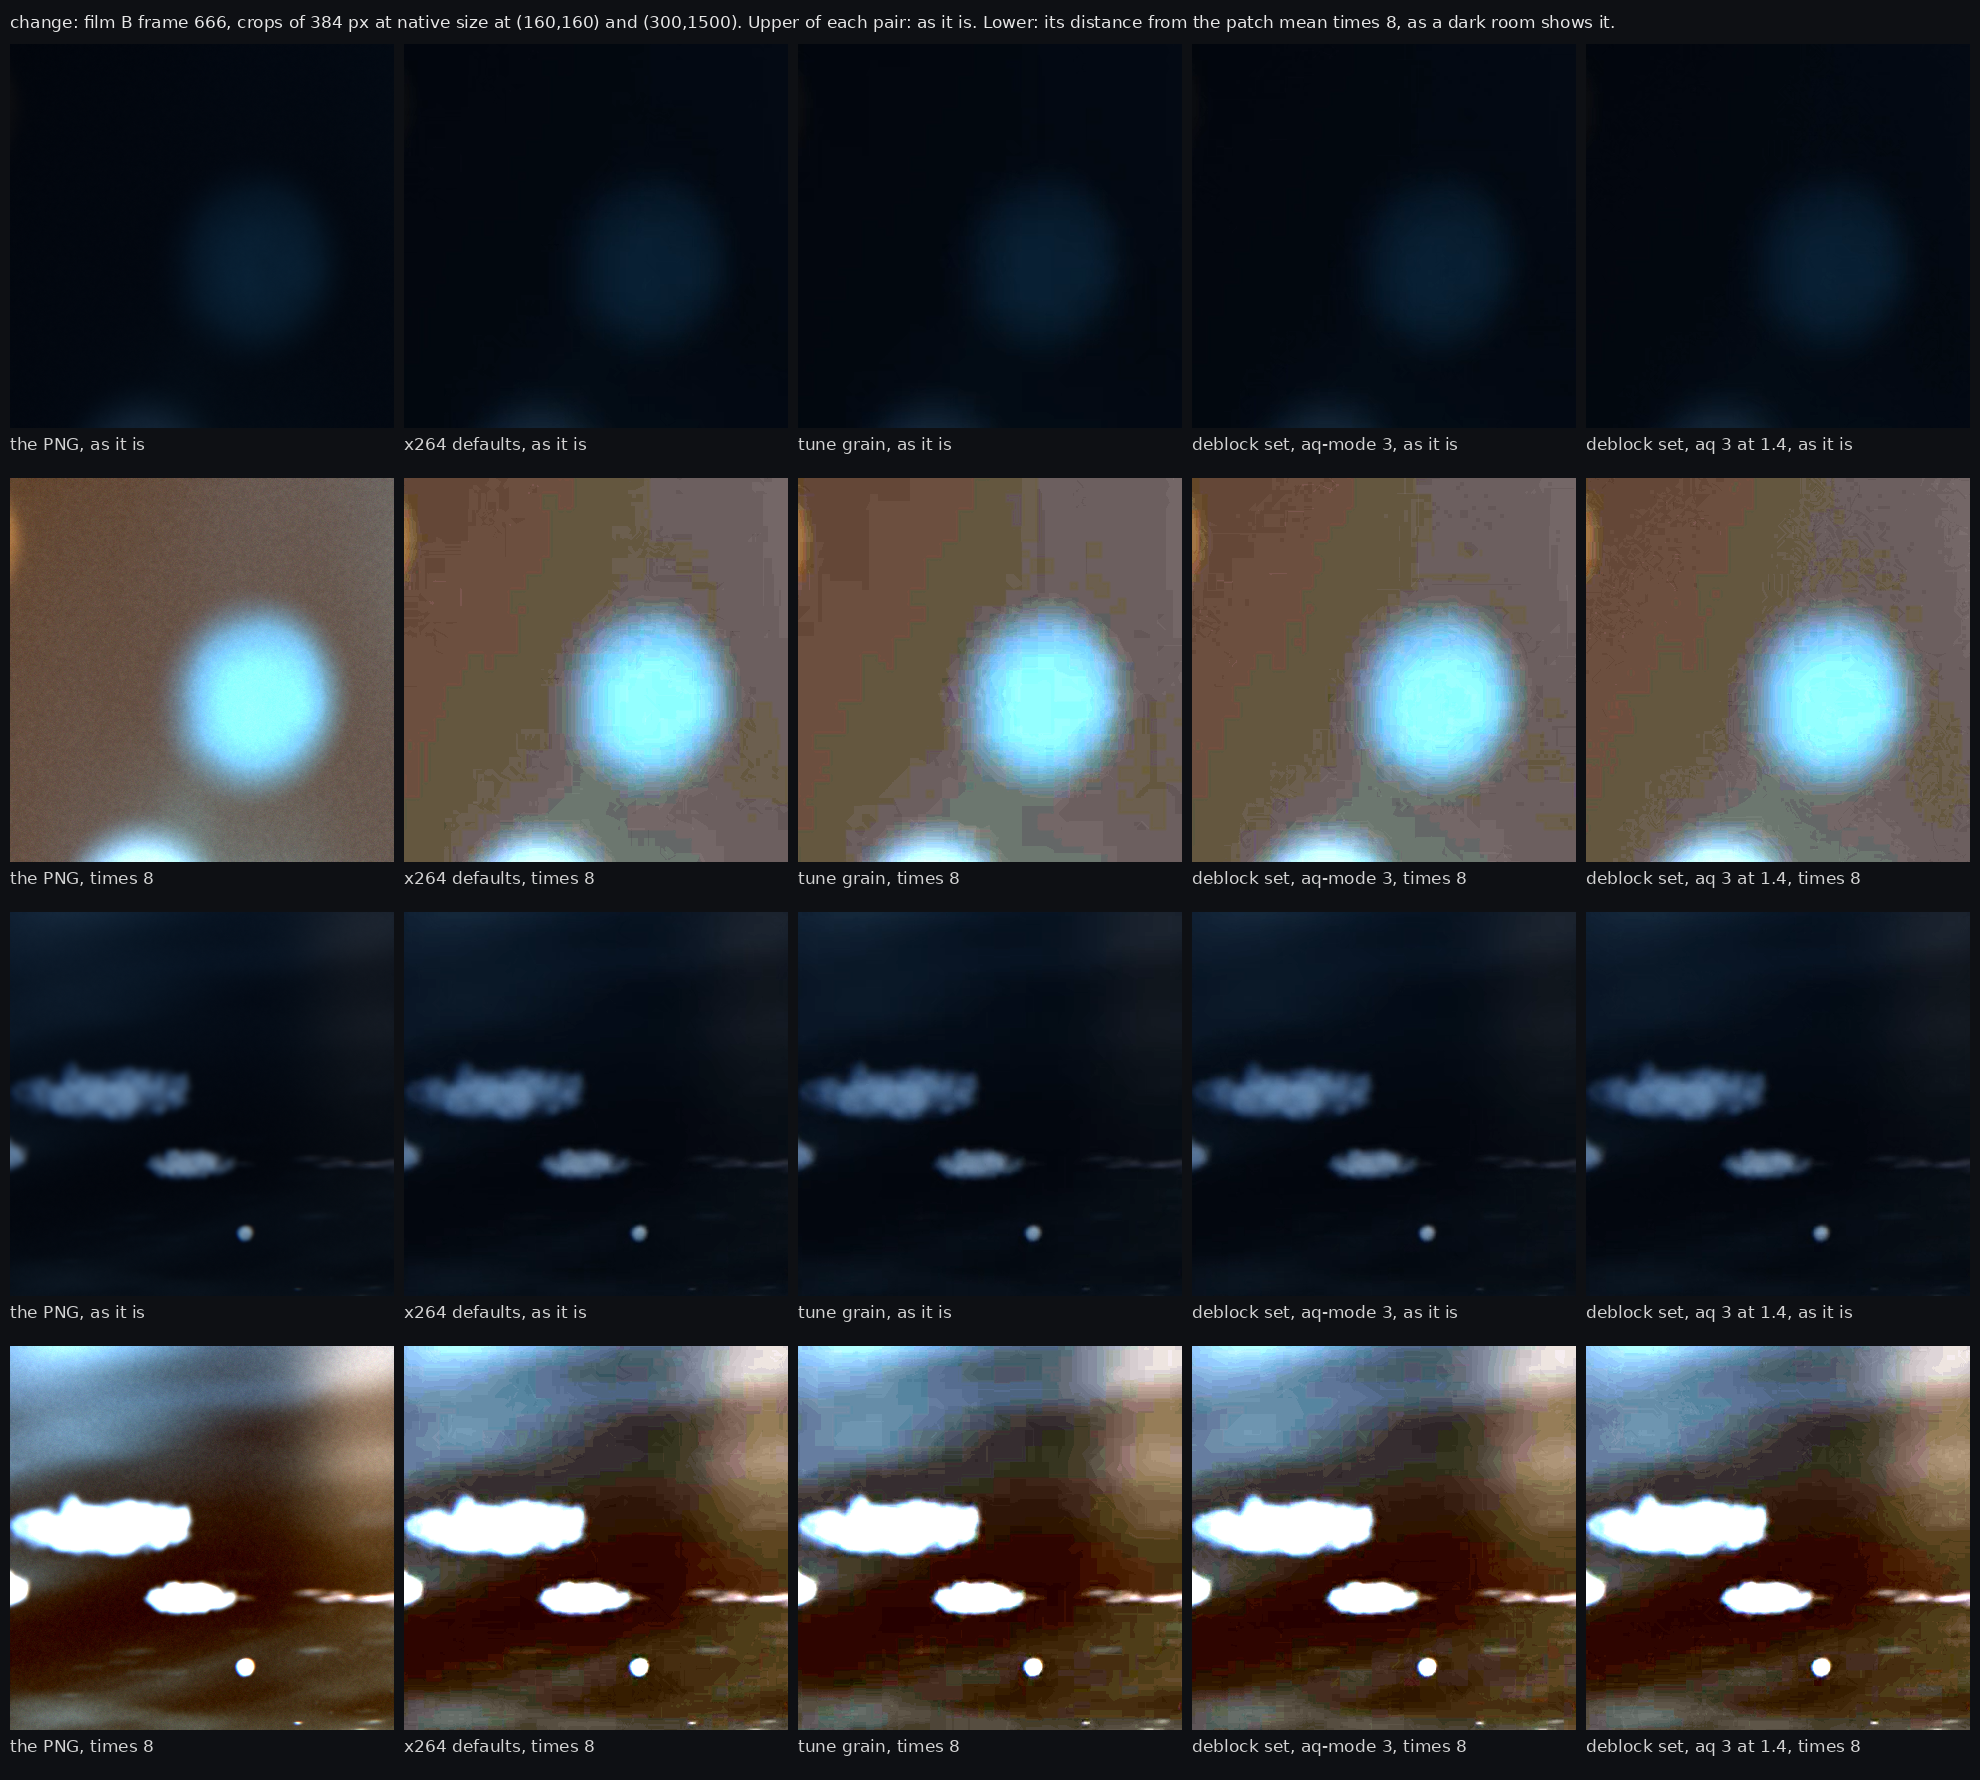 change: film B frame 666, crops of 384 px at native size at (160,160) and (300,1500). Upper of each pair: as it is. Lower: its distance from the patch mean times 8, as a dark room shows it.
the PNG, as it is
x264 defaults, as it is
tune grain, as it is
deblock set, aq-mode 3, as it is
deblock set, aq 3 at 1.4, as it is
the PNG, times 8
x264 defaults, times 8
tune grain, times 8
deblock set, aq-mode 3, times 8
deblock set, aq 3 at 1.4, times 8
the PNG, as it is
x264 defaults, as it is
tune grain, as it is
deblock set, aq-mode 3, as it is
deblock set, aq 3 at 1.4, as it is
the PNG, times 8
x264 defaults, times 8
tune grain, times 8
deblock set, aq-mode 3, times 8
deblock set, aq 3 at 1.4, times 8